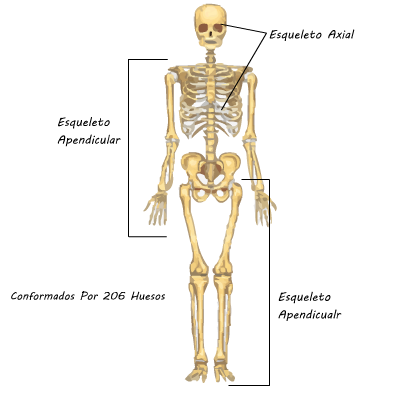 Esqueleto Axial
Esqueleto
Apendicular
Conformados Por 206 Huesos
Esqueleto
Apendicualr